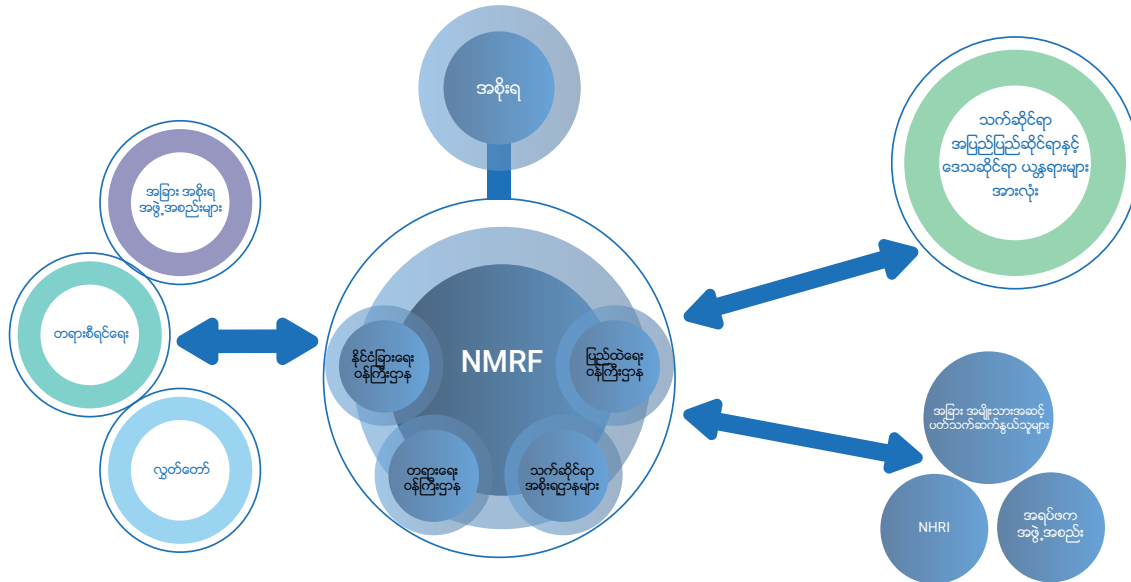 အစိုးရ
သက်ဆိုင်ရာ
အပြည်ပြည်ဆိုင်ရာနှင့်
ဒေသဆိုင်ရာ ယန္တရားများ
အားလုံး
အခြား အစိုးရ
အဖွဲ့အစည်းများ
တရားစီရင်ရေး
လွှတ်တော်
NMRF
နိုင်ငံခြားရေး
ဝန်ကြီးဌာန
ပြည်ထဲရေး
ဝန်ကြီးဌာန
တရားရေး
ဝန်ကြီးဌာန
သက်ဆိုင်ရာ
အစိုးရဌာနများ
အခြား အမျိုးသားအဆင့်
ပတ်သက်ဆက်နွယ်သူများ
NHRI
အရပ်ဖက
အဖွဲ့အစည်း